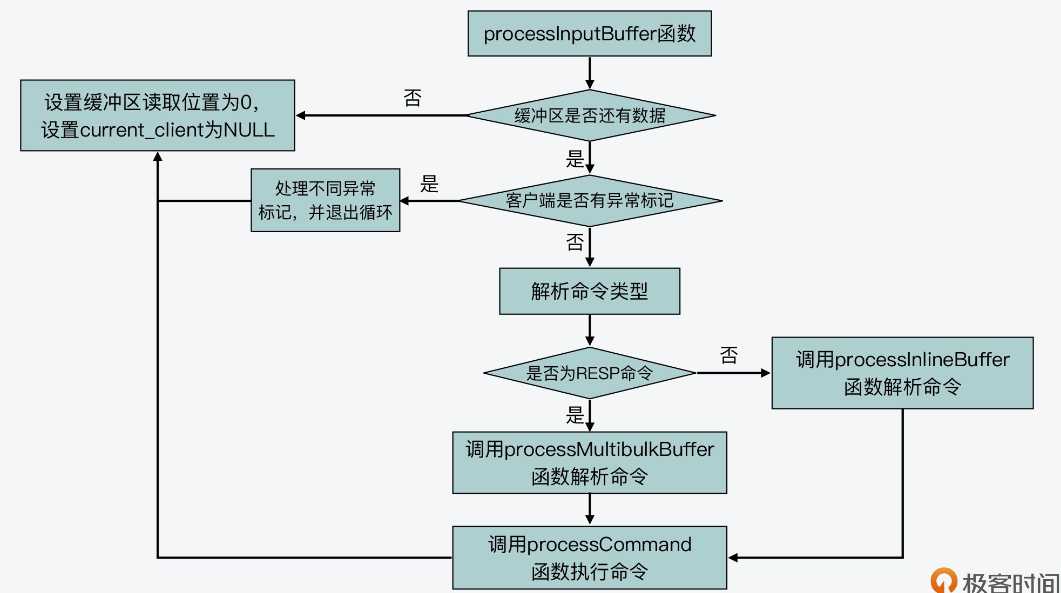 processInputBuffer函数
否
缓冲区是否还有数据
设置缓冲区读取位置为0,
设置current_client为NULL
是
处理不同异常
标记，并退出循环
是
客户端是否有异常标记
否
解析命令类型
是否为RESP命令
否
调用processInlineBuffer
函数解析命令
是
调用processMultibulkBuffer
函数解析命令
调用processCommand
函数执行命令
极客时间